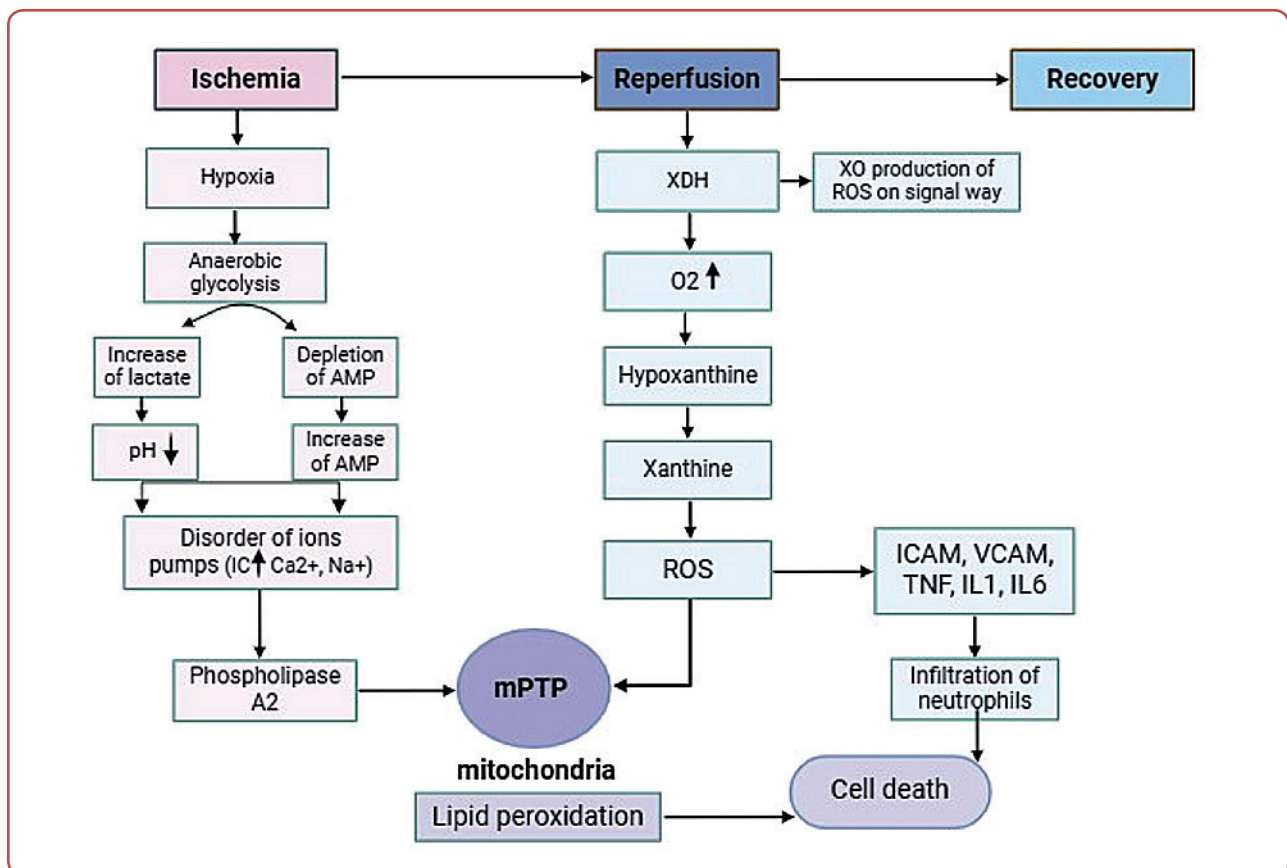 Ischemia
Reperfusion
Recovery
Hypoxia
XDH
XO production of
ROS on signal way
Anaerobic
glycolysis
O2
Increase
of lactate
Depletion
of AMP
Hypoxanthine
pH
Increase
of AMP
Xanthine
Disorder of ions
pumps (IC Ca2+, Na+)
ROS
ICAM, VCAM,
TNF, IL1, IL6
Phospholipase
A2
mPTP
mitochondria
Infiltration of
neutrophils
Lipid peroxidation
Cell death